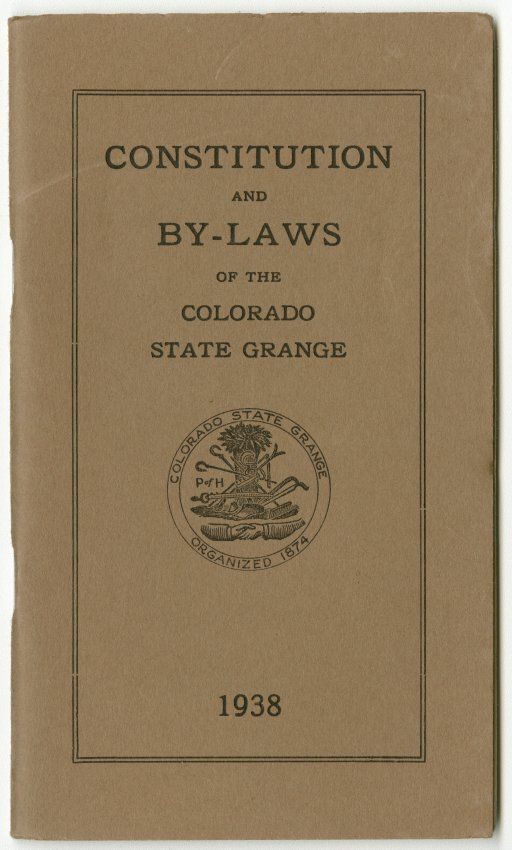 CONSTITUTION
AND
BY-LAWS
OF THE
COLORADO
STATE GRANGE
COLORADO STATE GRANGE
P of H
ORGANIZED 1874
1938